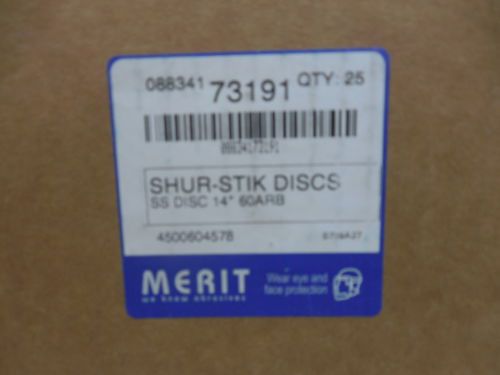 088341 73191 QTY: 25
08834173191
SHUR-STIK DISCS
SS DISC 14" 60ARB
4500604578
MERIT
we know abrasives
Wear eye and
face protection